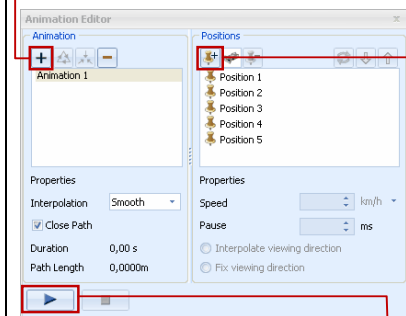 Animation Editor
Animation
Positions
Animation 1
Position 1
Position 2
Position 3
Position 4
Position 5
Properties
Properties
Interpolation Smooth
Speed km/h
Close Path
Pause ms
Duration 0,00 s
Interpolate viewing direction
Path Length 0,0000m
Fix viewing direction